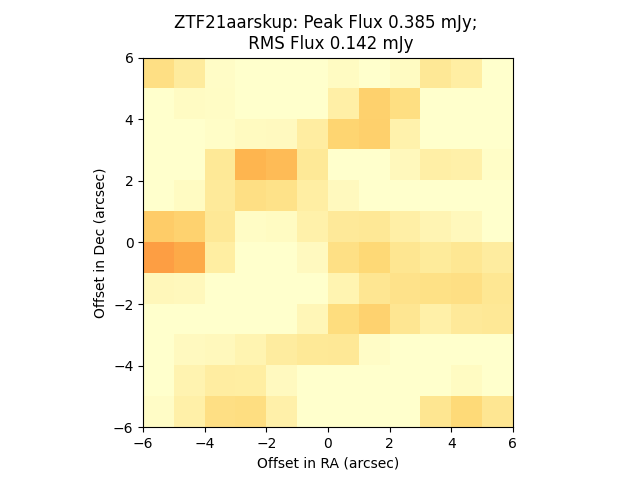 ZTF21aarskup: Peak Flux 0.385 mJy;
RMS Flux 0.142 mJy
6
4
2
0
−2
−4
−6
Offset in Dec (arcsec)
−6 −4 −2 0 2 4 6
Offset in RA (arcsec)